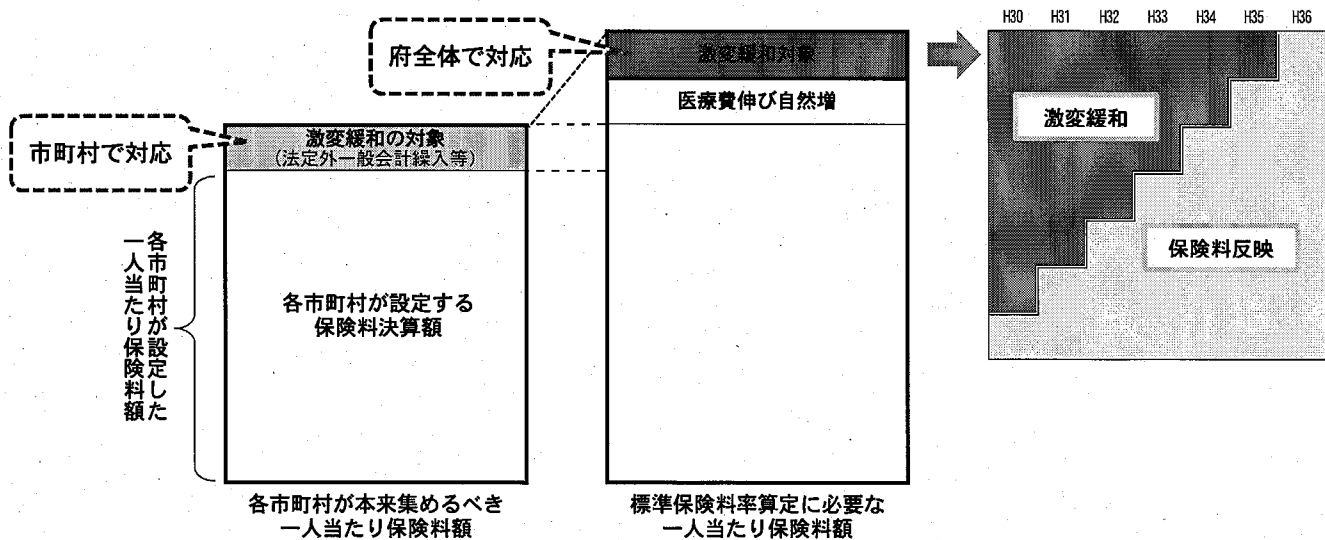 市町村で対応
激変緩和の対象
(法定外一般会計繰入等)
各市町村が設定した
一人当たり保険料額
各市町村が設定する
保険料決算額
各市町村が本来集めるべき
一人当たり保険料額
府全体で対応
激変緩和対象
医療費伸び自然増
標準保険料率算定に必要な
一人当たり保険料額
H30 H31 H32 H33 H34 H35 H36
激変緩和
保険料反映